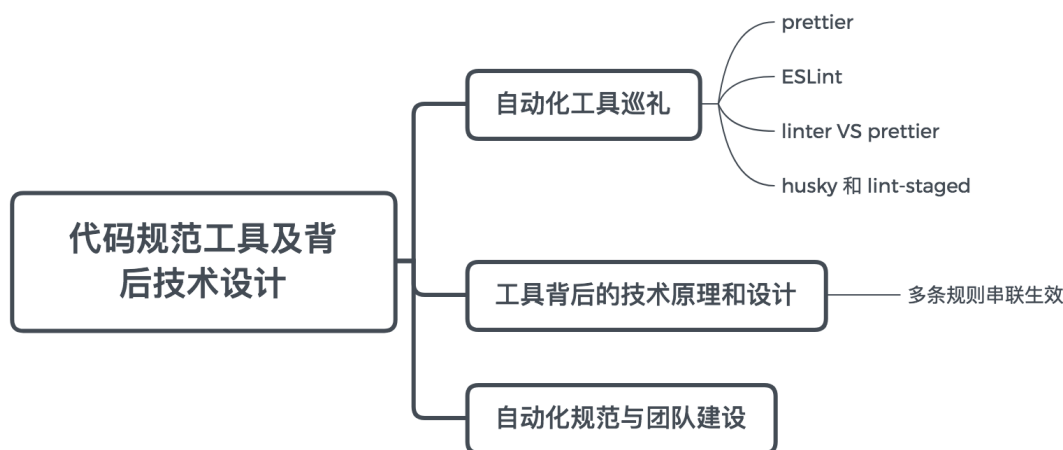 代码规范工具及背
后技术设计
自动化工具巡礼
prettier
ESLint
linter VS prettier
husky 和 lint-staged
工具背后的技术原理和设计
多条规则串联生效
自动化规范与团队建设